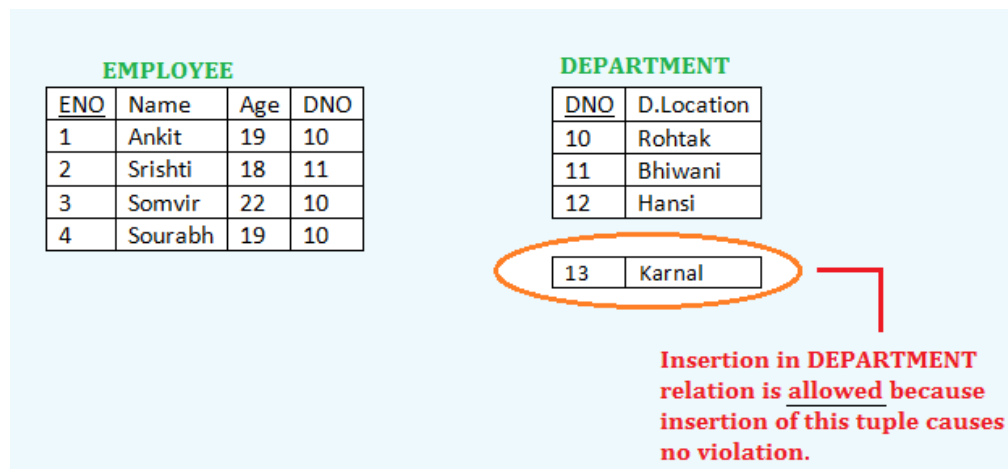 EMPLOYEE
ENO Name Age DNO
1 Ankit 19 10
2 Srishti 18 11
3 Somvir 22 10
4 Sourabh 19 10
DEPARTMENT
DNO D.Location
10 Rohtak
11 Bhiwani
12 Hansi
13 Karnal
Insertion in DEPARTMENT
relation is allowed because
insertion of this tuple causes
no violation.